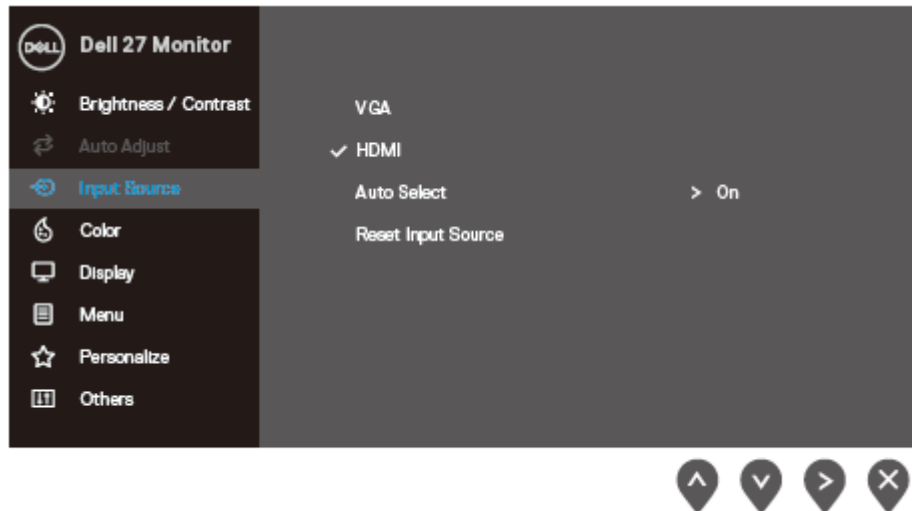 DELL Dell 27 Monitor
Brightness / Contrast
VGA
Auto Adjust
HDMI
Input Source
Auto Select > On
Color
Reset Input Source
Display
Menu
Personalize
Others